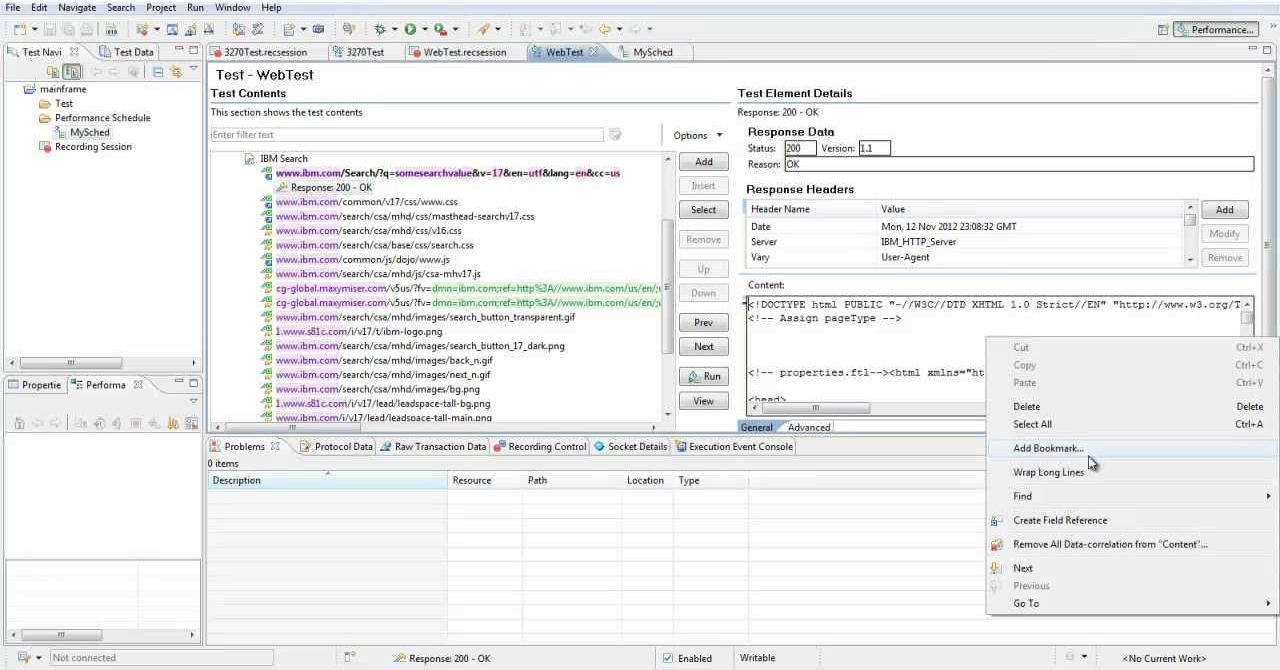 File Edit Navigate Search Project Run Window Help
Performance...
Test Navi
Test Data
3270Test.recsession
3270Test
WebTest.recsession
WebTest
MySched
mainframe
Test
Performance Schedule
MySched
Recording Session
Test - WebTest
Test Contents
This section shows the test contents
Enter filter text
Options
IBM Search
www.ibm.com/Search/?q=somesearchvalue&v=17&en=utf&lang=en&cc=us
Response: 200 - OK
www.ibm.com/common/v17/css/www.css
www.ibm.com/search/csa/mhd/css/masthead-searchv17.css
www.ibm.com/search/csa/mhd/css/v16.css
www.ibm.com/search/csa/base/css/search.css
www.ibm.com/common/js/dojo/www.js
www.ibm.com/search/csa/mhd/js/csa-mhv17.js
cg-global.maxymiser.com/v5us/?fv=dmn=ibm.com;ref=http%3A//www.ibm.com/us/en/;u
cg-global.maxymiser.com/v5us/?fv=dmn=ibm.com;ref=http%3A//www.ibm.com/us/en/;u
www.ibm.com/search/csa/mhd/images/search_button_transparent.gif
1.www.s81c.com/i/v17/t/ibm-logo.png
www.ibm.com/search/csa/mhd/images/search_button_17_dark.png
www.ibm.com/search/csa/mhd/images/back_n.gif
www.ibm.com/search/csa/mhd/images/next_n.gif
www.ibm.com/search/csa/mhd/images/bg.png
1.www.s81c.com/i/v17/lead/leadspace-tall-bg.png
www.ibm.com/i/v17/lead/leadspace-tall-main.png
Add
Insert
Select
Remove
Up
Down
Prev
Next
Run
View
Test Element Details
Response: 200 - OK
Response Data
Status: 200 Version: 1.1
Reason: OK
Response Headers
Header Name Value
Date Mon, 12 Nov 2012 23:08:32 GMT
Server IBM_HTTP_Server
Vary User-Agent
Add
Modify
Remove
Content:
<!DOCTYPE html PUBLIC "-//W3C//DTD XHTML 1.0 Strict//EN" "http://www.w3.org/T
<!-- Assign pageType -->
<!-- properties.ftl--><html xmlns="ht
<head>
General Advanced
Cut Ctrl+X
Copy Ctrl+C
Paste Ctrl+V
Delete Delete
Select All Ctrl+A
Add Bookmark...
Wrap Long Lines
Find
Create Field Reference
Remove All Data-correlation from "Content"...
Next
Previous
Go To
Propertie
Performa
Problems
Protocol Data
Raw Transaction Data
Recording Control
Socket Details
Execution Event Console
0 items
Description Resource Path Location Type
Not connected
Response: 200 - OK
Enabled
Writable
<No Current Work>